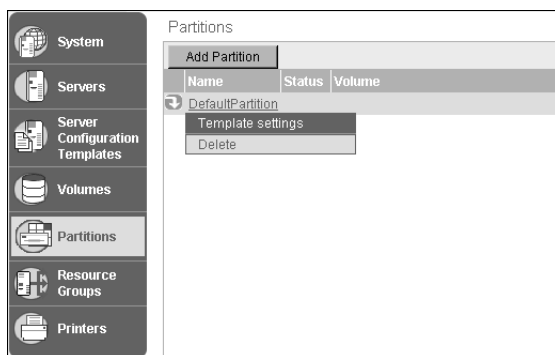 System
Servers
Server
Configuration
Templates
Volumes
Partitions
Resource
Groups
Printers
Partitions
Add Partition
Name Status Volume
DefaultPartition
Template settings
Delete